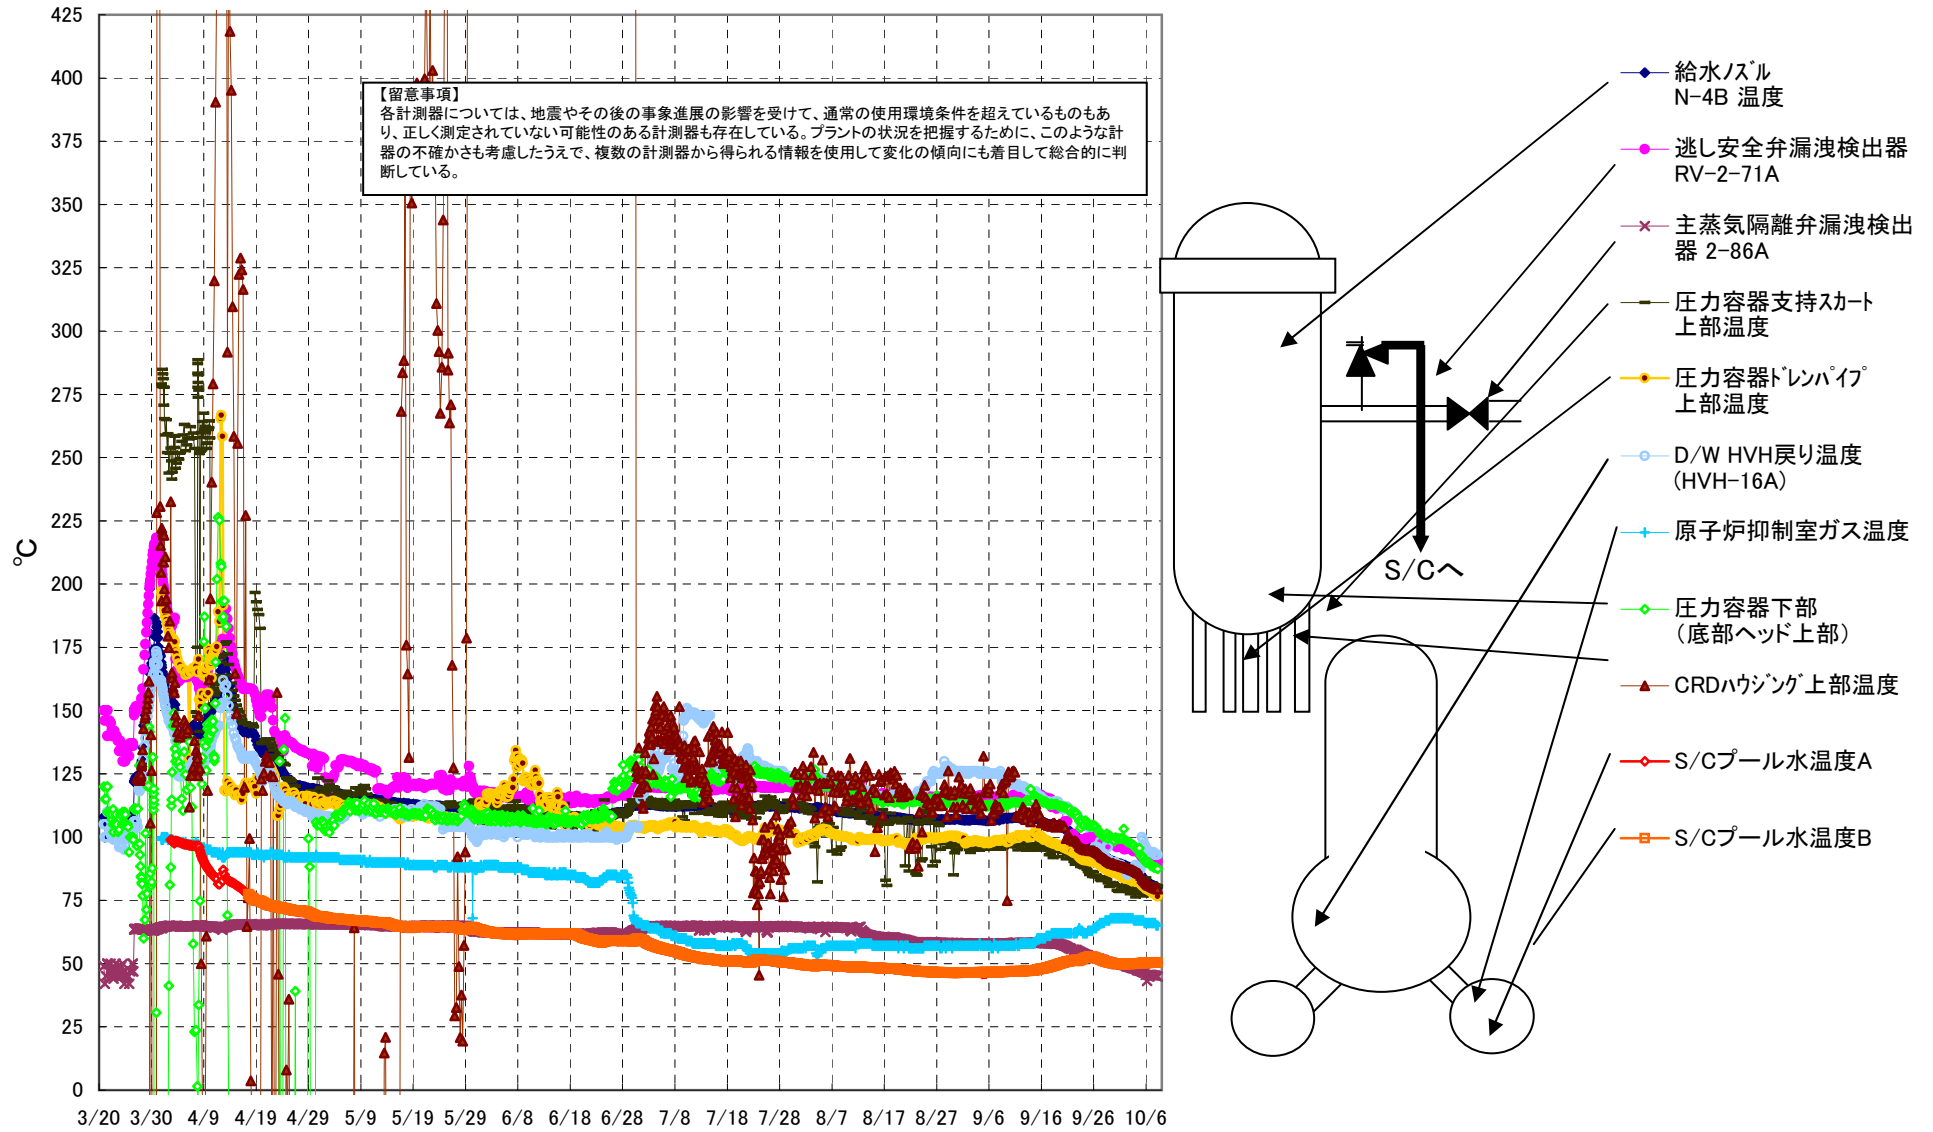 425
400
375
350
325
300
275
250
225
200
175
150
125
100
75
50
25
0
℃
3/20 3/30 4/9 4/19 4/29 5/9 5/19 5/29 6/8 6/18 6/28 7/8 7/18 7/28 8/7 8/17 8/27 9/6 9/16 9/26 10/6
【留意事項】
各計測器については、地震やその後の事象進展の影響を受けて、通常の使用環境条件を超えているものもあ
り、正しく測定されていない可能性のある計測器も存在している。プラントの状況を把握するために、このような計
器の不確かさも考慮したうえで、複数の計測器から得られる情報を使用して変化の傾向にも着目して総合的に判
断している。
S/Cへ
給水ノズル
N-4B 温度
逃し安全弁漏洩検出器
RV-2-71A
主蒸気隔離弁漏洩検出
器 2-86A
圧力容器支持スカート
上部温度
圧力容器ドレンパイプ
上部温度
D/W HVH戻り温度
(HVH-16A)
原子炉抑制室ガス温度
圧力容器下部
（底部ヘッド上部）
CRDハウジング上部温度
S/Cプール水温度A
S/Cプール水温度B